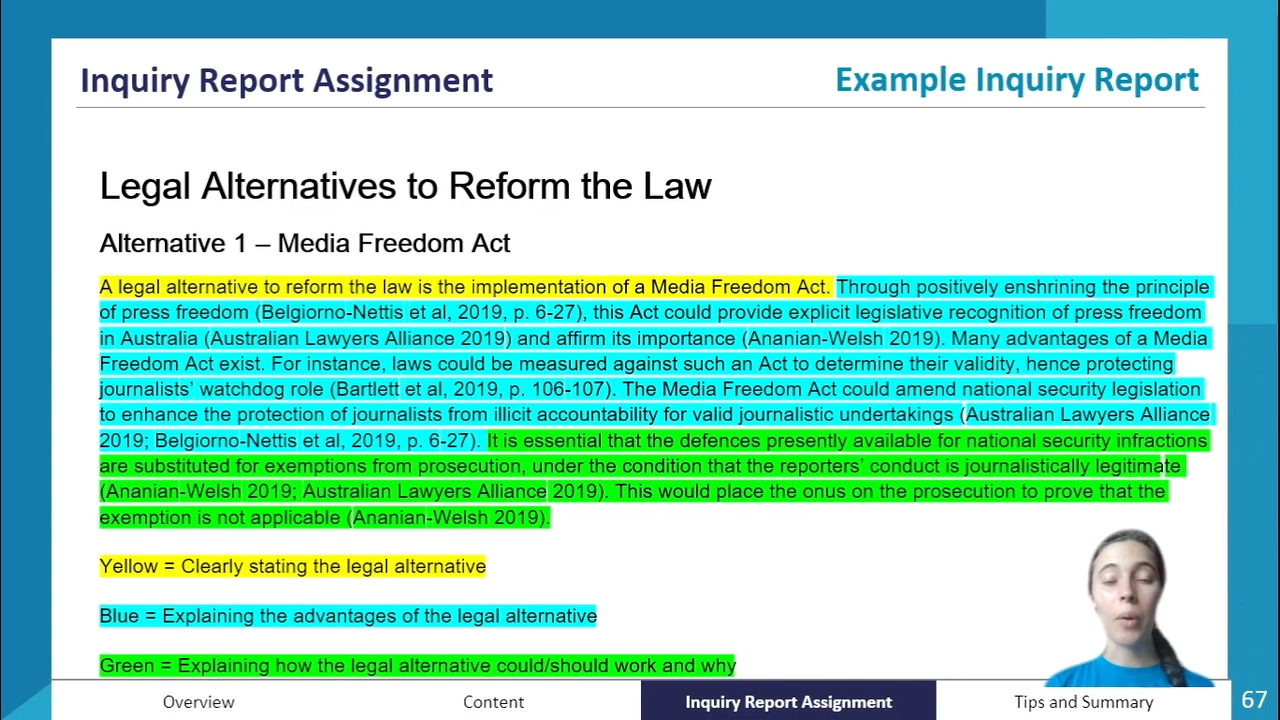 Inquiry Report Assignment
Example Inquiry Report
Legal Alternatives to Reform the Law
Alternative 1 – Media Freedom Act
A legal alternative to reform the law is the implementation of a Media Freedom Act. Through positively enshrining the principle
of press freedom (Belgiorno-Nettis et al, 2019, p. 6-27), this Act could provide explicit legislative recognition of press freedom
in Australia (Australian Lawyers Alliance 2019) and affirm its importance (Ananian-Welsh 2019). Many advantages of a Media
Freedom Act exist. For instance, laws could be measured against such an Act to determine their validity, hence protecting
journalists’ watchdog role (Bartlett et al, 2019, p. 106-107). The Media Freedom Act could amend national security legislation
to enhance the protection of journalists from illicit accountability for valid journalistic undertakings (Australian Lawyers Alliance
2019; Belgiorno-Nettis et al, 2019, p. 6-27). It is essential that the defences presently available for national security infractions
are substituted for exemptions from prosecution, under the condition that the reporters’ conduct is journalistically legitimate
(Ananian-Welsh 2019; Australian Lawyers Alliance 2019). This would place the onus on the prosecution to prove that the
exemption is not applicable (Ananian-Welsh 2019).
Yellow = Clearly stating the legal alternative
Blue = Explaining the advantages of the legal alternative
Green = Explaining how the legal alternative could/should work and why
Overview
Content
Inquiry Report Assignment
Tips and Summary
67